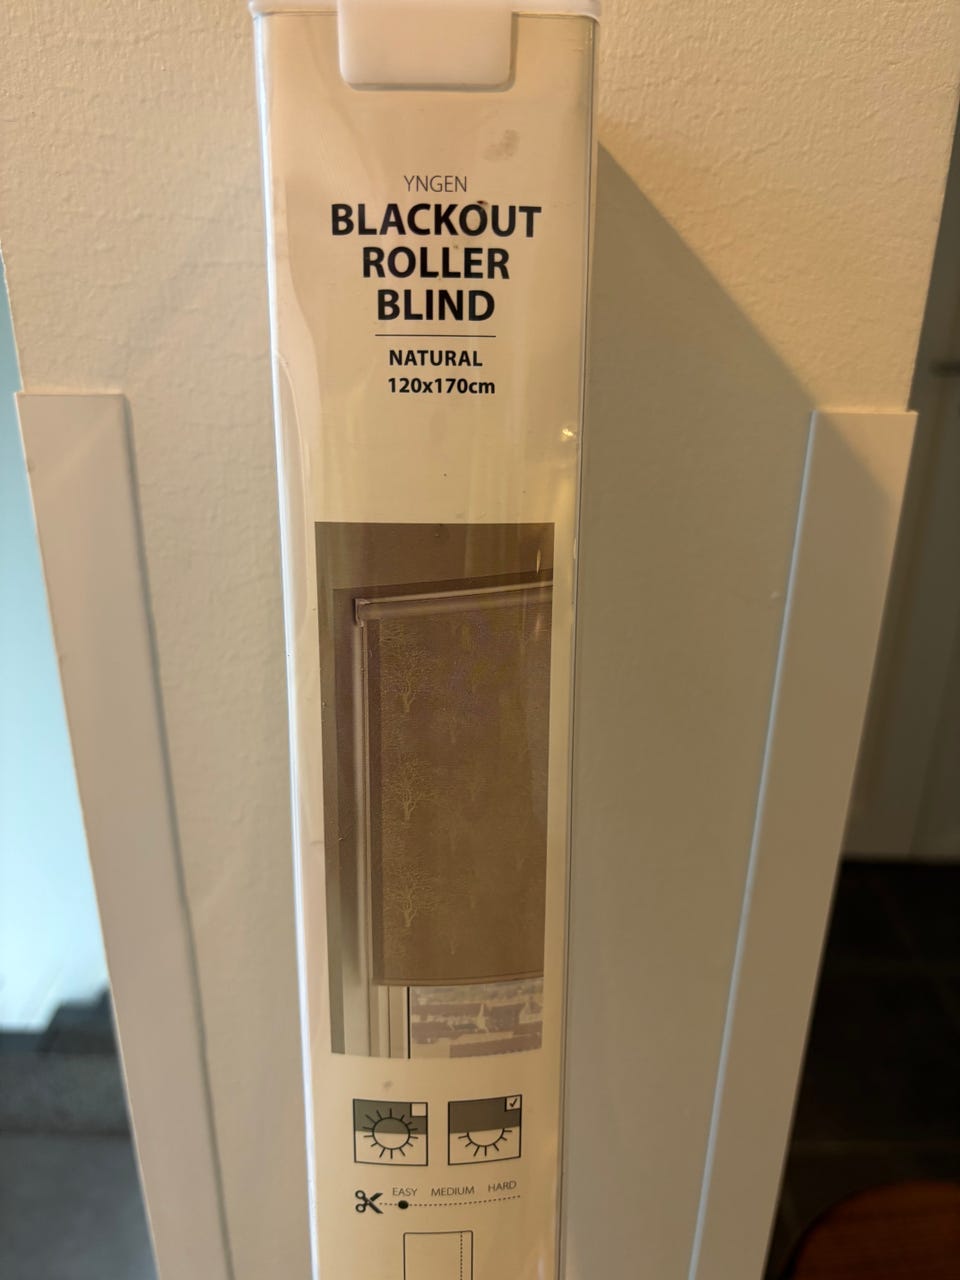 YNGEN
BLACKOUT
ROLLER
BLIND
NATURAL
120x170cm
EASY MEDIUM HARD